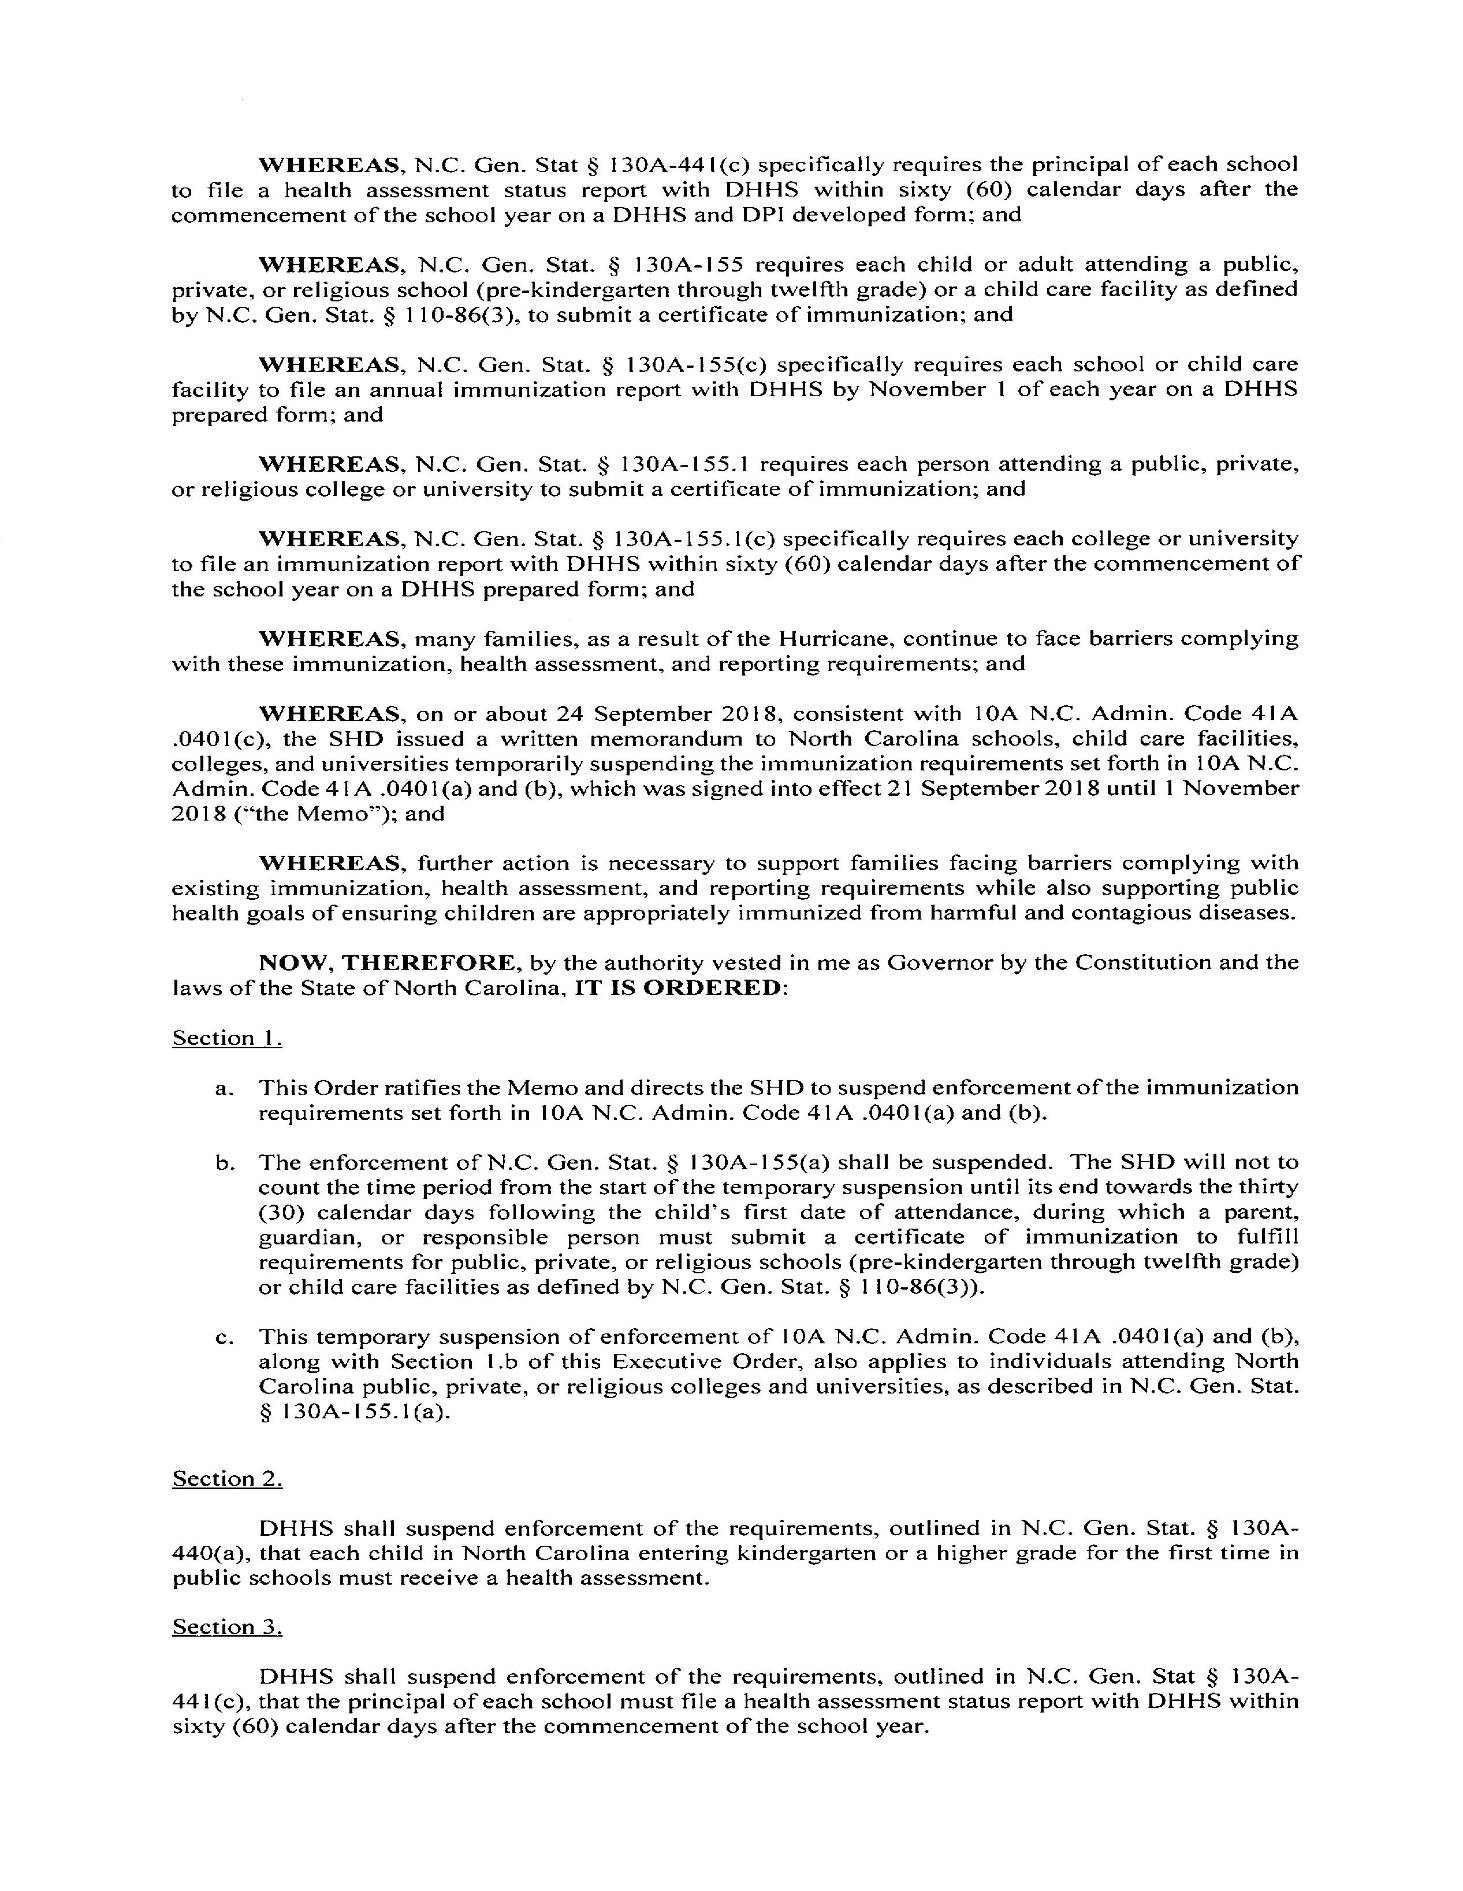 WHEREAS, N.C. Gen. Stat § 130A-441(c) specifically requires the principal of each school
to file a health assessment status report with DHHS within sixty (60) calendar days after the
commencement of the school year on a DHHS and DPI developed form; and
WHEREAS, N.C. Gen. Stat. § 130A-155 requires each child or adult attending a public,
private, or religious school (pre-kindergarten through twelfth grade) or a child care facility as defined
by N.C. Gen. Stat. § 110-86(3), to submit a certificate of immunization; and
WHEREAS, N.C. Gen. Stat. § 130A-155(c) specifically requires each school or child care
facility to file an annual immunization report with DHHS by November 1 of each year on a DHHS
prepared form; and
WHEREAS, N.C. Gen. Stat. § 130A-155.1 requires each person attending a public, private,
or religious college or university to submit a certificate of immunization; and
WHEREAS, N.C. Gen. Stat. § 130A-155.1(c) specifically requires each college or university
to file an immunization report with DHHS within sixty (60) calendar days after the commencement of
the school year on a DHHS prepared form; and
WHEREAS, many families, as a result of the Hurricane, continue to face barriers complying
with these immunization, health assessment, and reporting requirements; and
WHEREAS, on or about 24 September 2018, consistent with 10A N.C. Admin. Code 41A
.0401(c), the SHD issued a written memorandum to North Carolina schools, child care facilities,
colleges, and universities temporarily suspending the immunization requirements set forth in 10A N.C.
Admin. Code 41A .0401(a) and (b), which was signed into effect 21 September 2018 until 1 November
2018 (“the Memo”); and
WHEREAS, further action is necessary to support families facing barriers complying with
existing immunization, health assessment, and reporting requirements while also supporting public
health goals of ensuring children are appropriately immunized from harmful and contagious diseases.
NOW, THEREFORE, by the authority vested in me as Governor by the Constitution and the
laws of the State of North Carolina, IT IS ORDERED:
Section 1.
a. This Order ratifies the Memo and directs the SHD to suspend enforcement of the immunization
requirements set forth in 10A N.C. Admin. Code 41A .0401(a) and (b).
b. The enforcement of N.C. Gen. Stat. § 130A-155(a) shall be suspended. The SHD will not to
count the time period from the start of the temporary suspension until its end towards the thirty
(30) calendar days following the child's first date of attendance, during which a parent,
guardian, or responsible person must submit a certificate of immunization to fulfill
requirements for public, private, or religious schools (pre-kindergarten through twelfth grade)
or child care facilities as defined by N.C. Gen. Stat. § 110-86(3)).
c. This temporary suspension of enforcement of 10A N.C. Admin. Code 41A .0401(a) and (b),
along with Section 1.b of this Executive Order, also applies to individuals attending North
Carolina public, private, or religious colleges and universities, as described in N.C. Gen. Stat.
§ 130A-155.1(a).
Section 2.
DHHS shall suspend enforcement of the requirements, outlined in N.C. Gen. Stat. § 130A-
440(a), that each child in North Carolina entering kindergarten or a higher grade for the first time in
public schools must receive a health assessment.
Section 3.
DHHS shall suspend enforcement of the requirements, outlined in N.C. Gen. Stat § 130A-
441(c), that the principal of each school must file a health assessment status report with DHHS within
sixty (60) calendar days after the commencement of the school year.